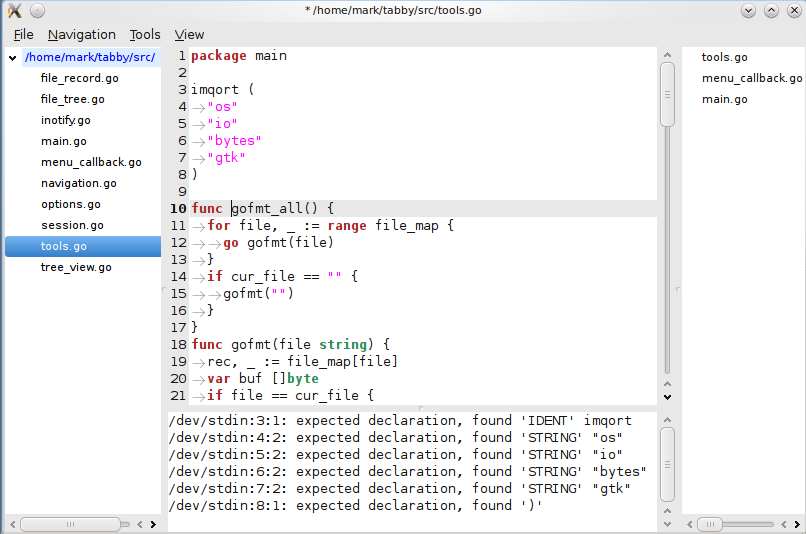 * /home/mark/tabby/src/tools.go
File Navigation Tools View
/home/mark/tabby/src/
file_record.go
file_tree.go
inotify.go
main.go
menu_callback.go
navigation.go
options.go
session.go
tools.go
tree_view.go
1 package main
2
3 imqort (
4 →"os"
5 →"io"
6 →"bytes"
7 →"gtk"
8 )
9
10 func gofmt_all() {
11 →for file, _ := range file_map {
12 →→go gofmt(file)
13 →}
14 →if cur_file == "" {
15 →→gofmt("")
16 →}
17 }
18 func gofmt(file string) {
19 →rec, _ := file_map[file]
20 →var buf []byte
21 →if file == cur_file {
/dev/stdin:3:1: expected declaration, found 'IDENT' imqort
/dev/stdin:4:2: expected declaration, found 'STRING' "os"
/dev/stdin:5:2: expected declaration, found 'STRING' "io"
/dev/stdin:6:2: expected declaration, found 'STRING' "bytes"
/dev/stdin:7:2: expected declaration, found 'STRING' "gtk"
/dev/stdin:8:1: expected declaration, found ')'
tools.go
menu_callback.go
main.go